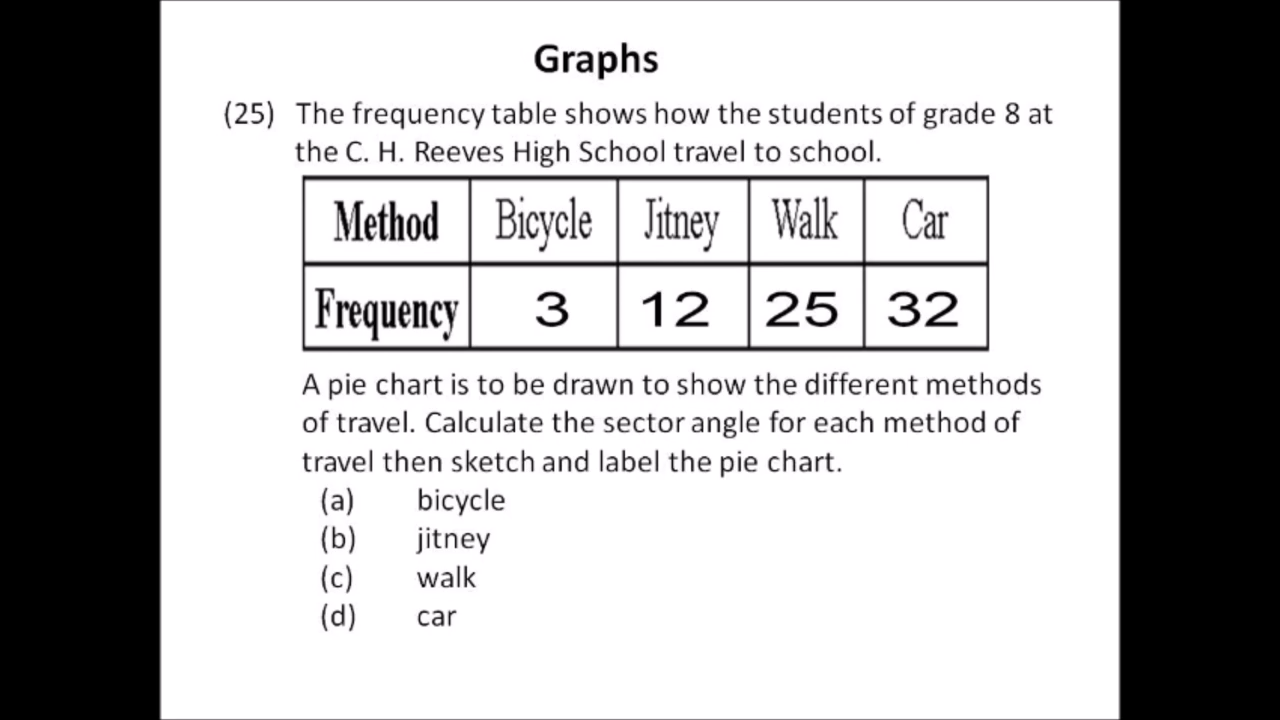 Graphs
(25) The frequency table shows how the students of grade 8 at
the C. H. Reeves High School travel to school.
Method Bicycle Jitney Walk Car
Frequency 3 12 25 32
A pie chart is to be drawn to show the different methods
of travel. Calculate the sector angle for each method of
travel then sketch and label the pie chart.
(a) bicycle
(b) jitney
(c) walk
(d) car